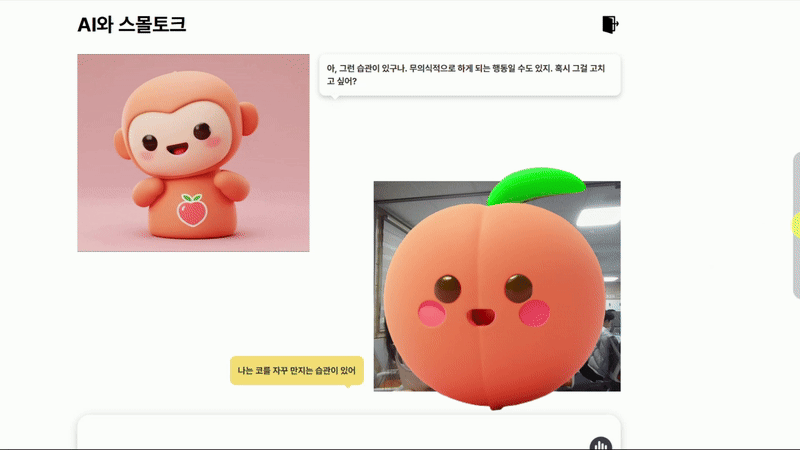 AI와 스몰토크
아, 그런 습관이 있구나. 무의식적으로 하게 되는 행동일 수도 있지. 혹시 그걸 고치
고 싶어?
나는 코를 자꾸 만지는 습관이 있어